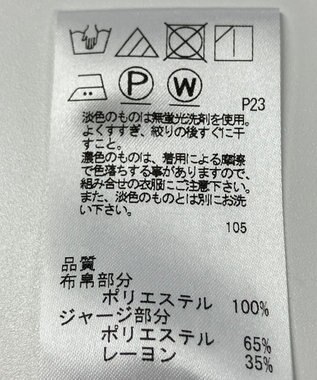 P W
P23
淡色のものは無蛍光洗剤を使用。
よくすすぎ、絞りの後すぐに干
すこと。
濃色のものは、着用による摩擦
で色落ちする事がありますので、
組み合せの衣服にご注意下さい。
また、淡色のものとは別にお洗
い下さい。
105
品質
布帛部分
ポリエステル 100%
ジャージ部分
ポリエステル 65%
レーヨン 35%